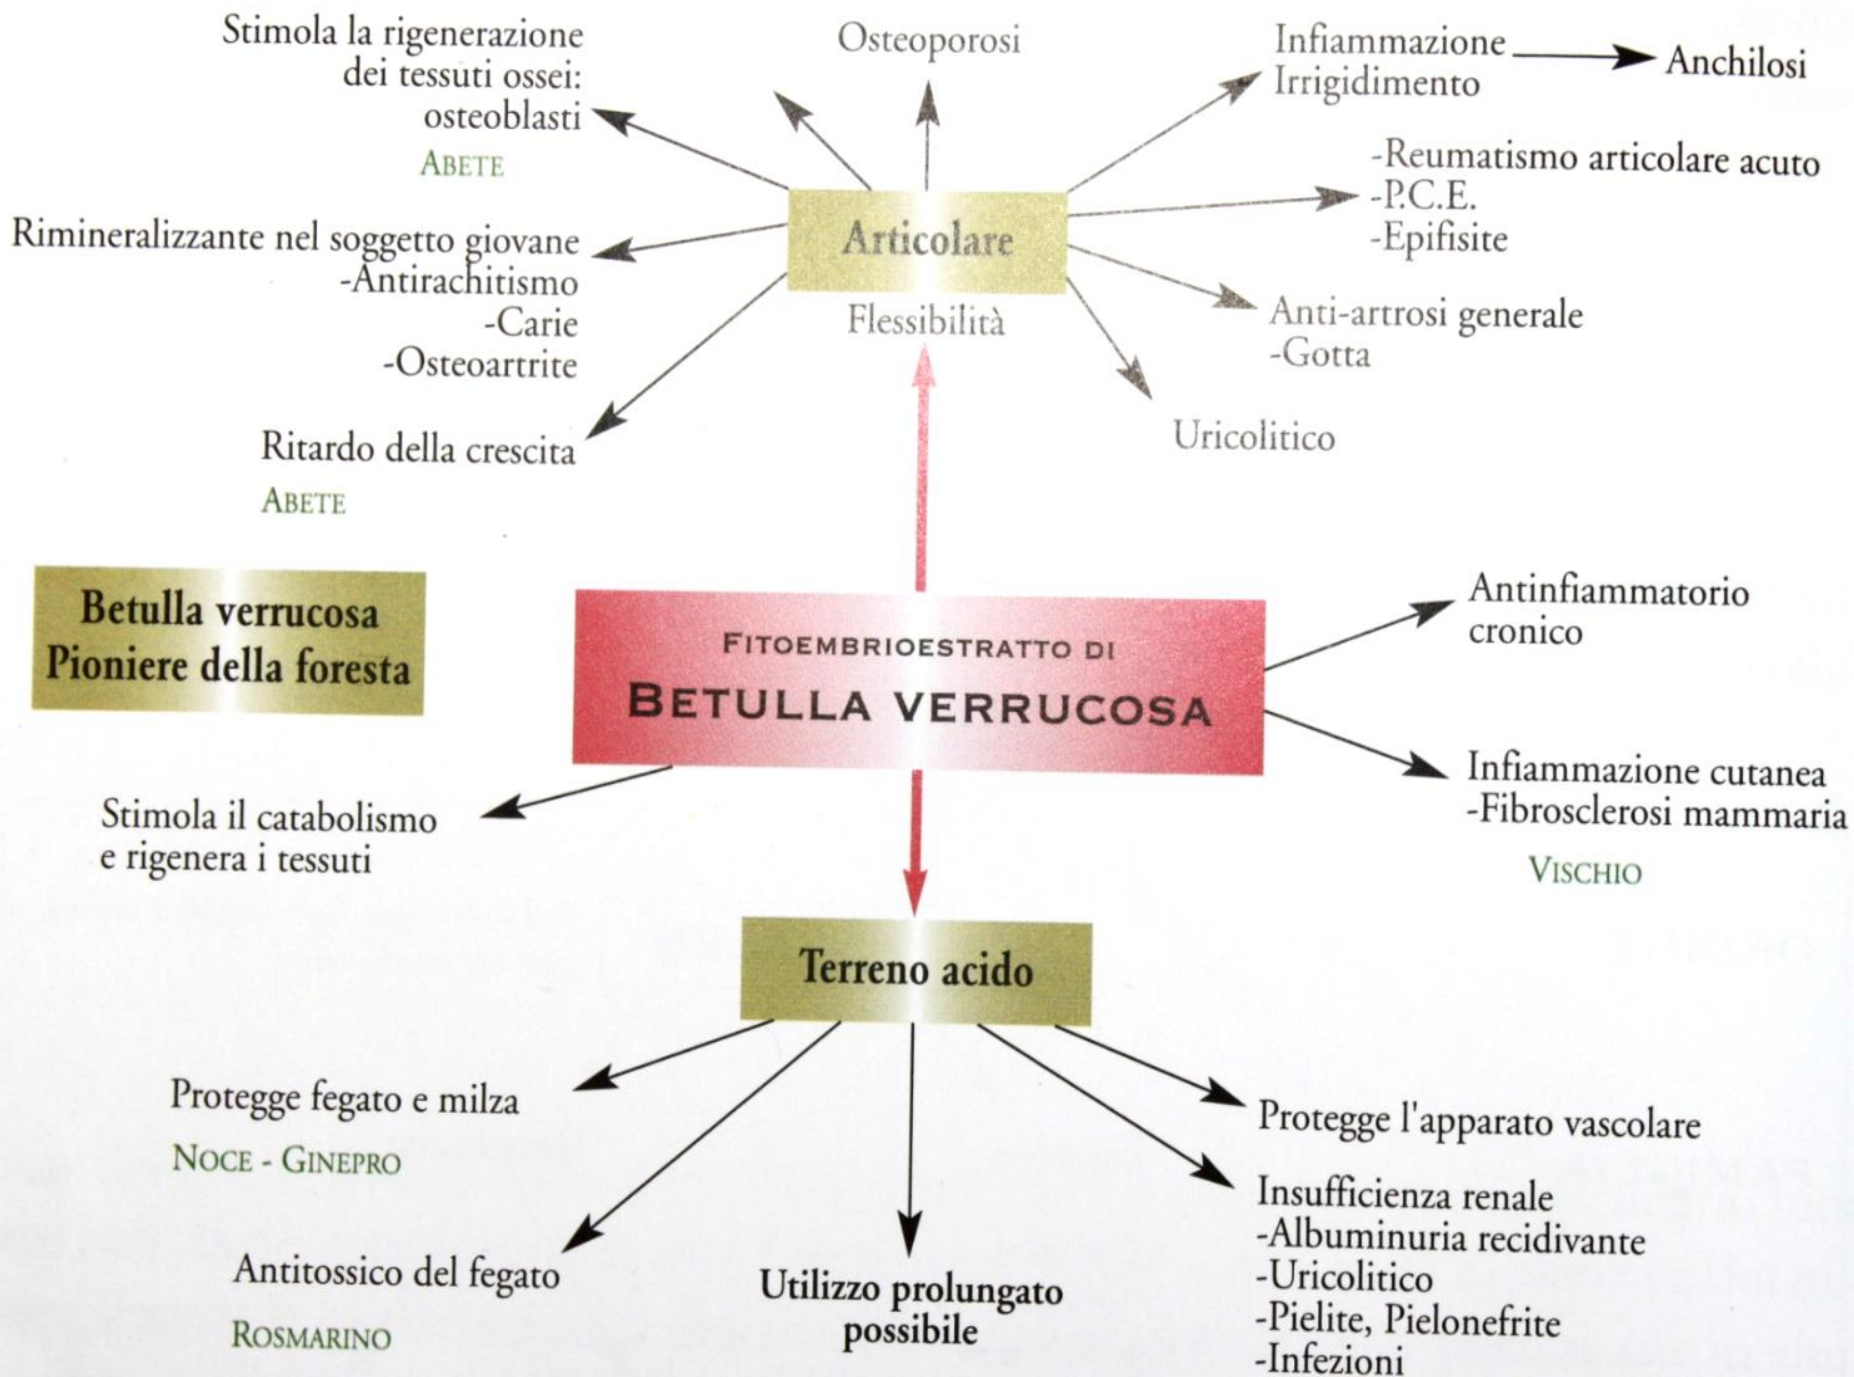 Stimola la rigenerazione
dei tessuti ossei:
osteoblasti
ABETE
Osteoporosi
Infiammazione
Irrigidimento
Anchilosi
-Reumatismo articolare acuto
-P.C.E.
-Epifisite
Rimineralizzante nel soggetto giovane
-Antirachitismo
-Carie
-Osteoartrite
Articolare
Flessibilità
Anti-artrosi generale
-Gotta
Uricolitico
Ritardo della crescita
ABETE
Betulla verrucosa
Pioniere della foresta
FITOEMBRIOESTRATTO DI
BETULLA VERRUCOSA
Antinfiammatorio
cronico
Infiammazione cutanea
-Fibrosclerosi mammaria
VISCHIO
Stimola il catabolismo
e rigenera i tessuti
Terreno acido
Protegge fegato e milza
NOCE - GINEPRO
Antitossico del fegato
ROSMARINO
Utilizzo prolungato
possibile
Protegge l'apparato vascolare
Insufficienza renale
-Albuminuria recidivante
-Uricolitico
-Pielite, Pielonefrite
-Infezioni